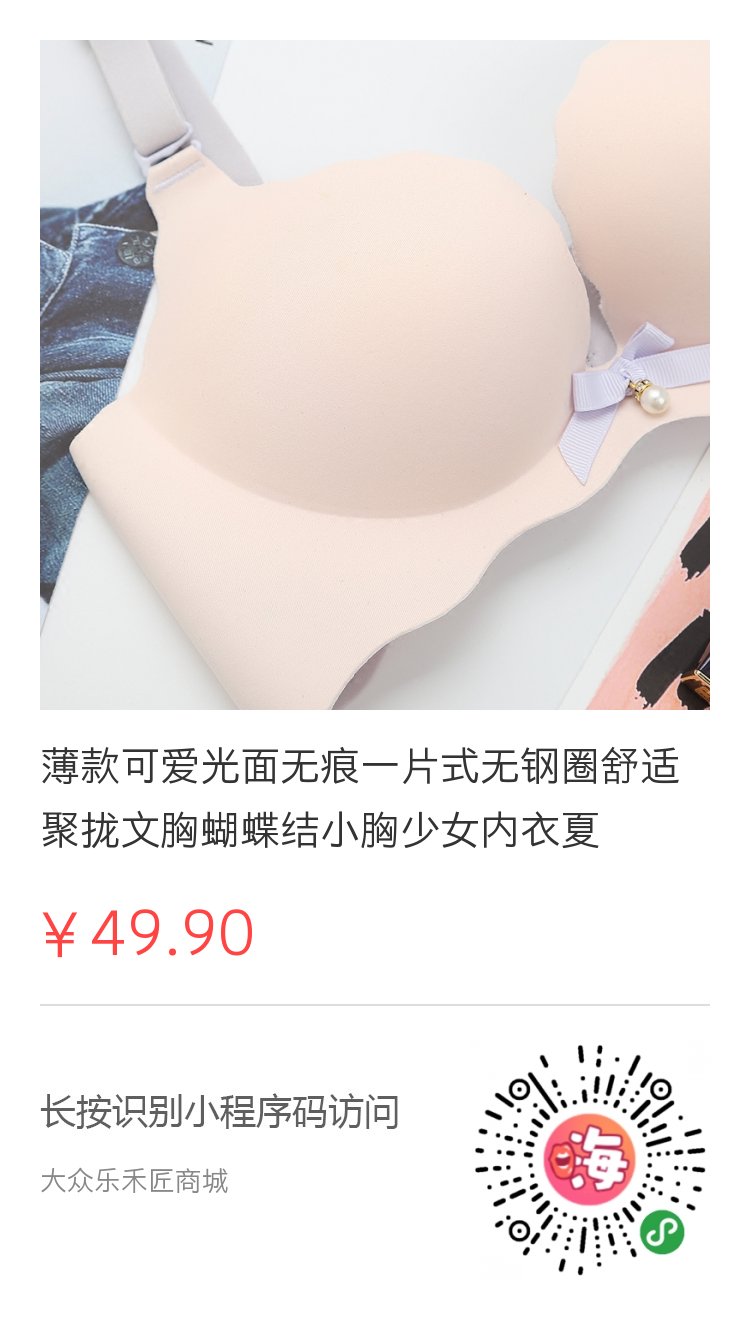 薄款可爱光面无痕一片式无钢圈舒适
聚拢文胸蝴蝶结小胸少女内衣夏
￥49.90
长按识别小程序码访问
大众乐禾匠商城
嗨